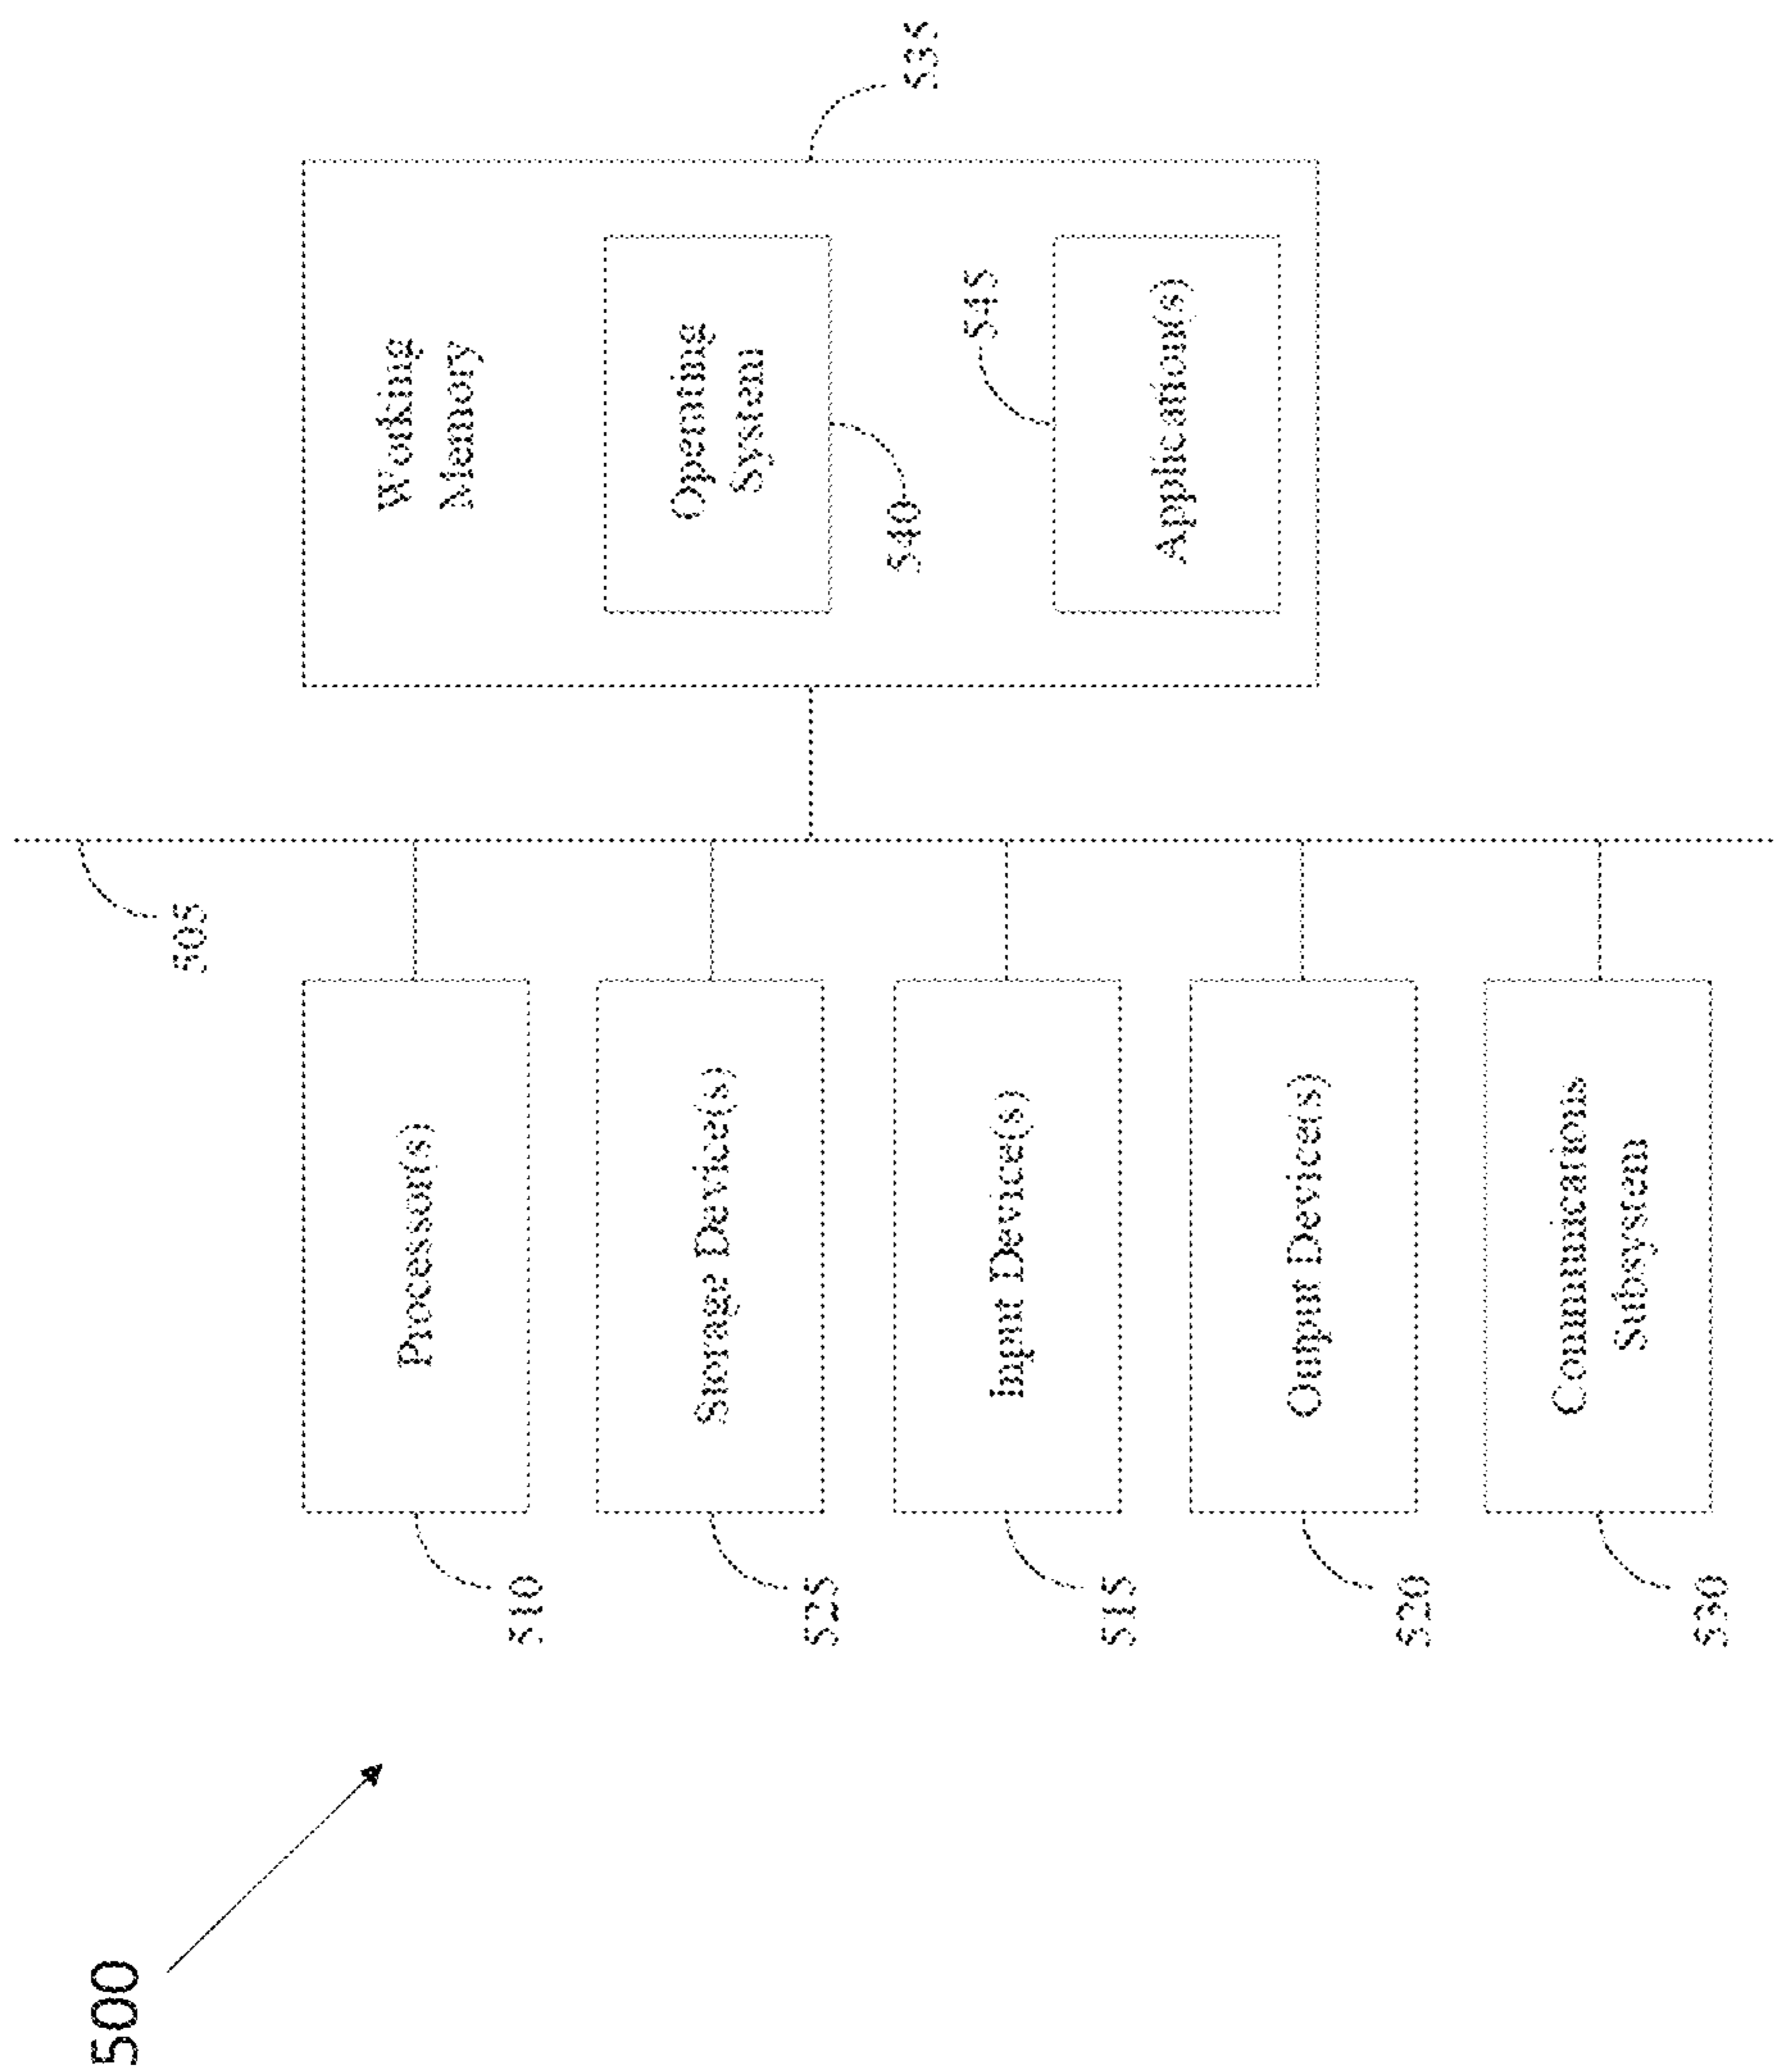 500
505
510
Processor(s)
525
Storage Device(s)
515
Input Device(s)
520
Output Device(s)
530
Communications
Subsystem
Working
Memory
535
Operating
System
540
545
Application(s)